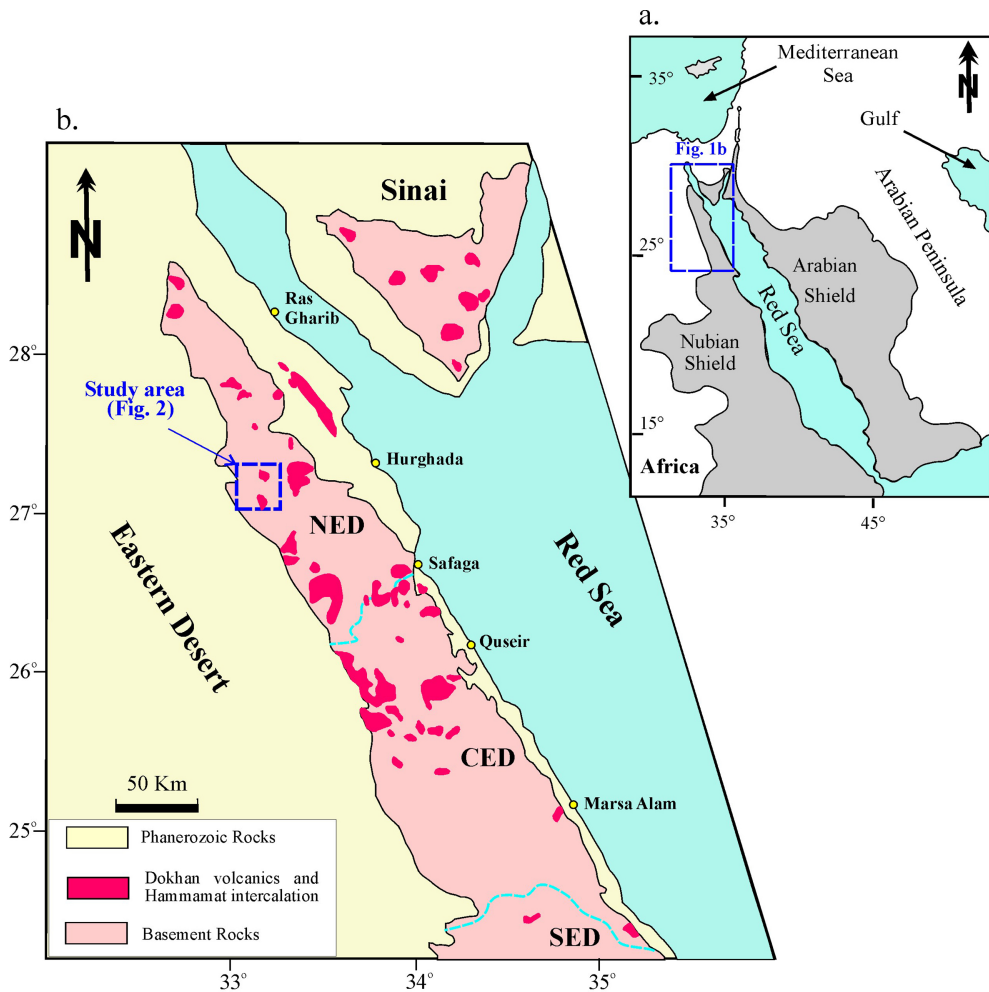 a.
35°
Mediterranean
Sea
N
Gulf
Fig. 1b
Arabian Peninsula
25°
Arabian
Shield
Red Sea
Nubian
Shield
15°
Africa
35°
45°
b.
N
Sinai
Ras
Gharib
28°
Study area
(Fig. 2)
Hurghada
27°
NED
Eastern Desert
Safaga
Red Sea
Quseir
26°
CED
50 Km
Marsa Alam
25°
Phanerozoic Rocks
Dokhan volcanics and
Hammamat intercalation
Basement Rocks
SED
33°
34°
35°